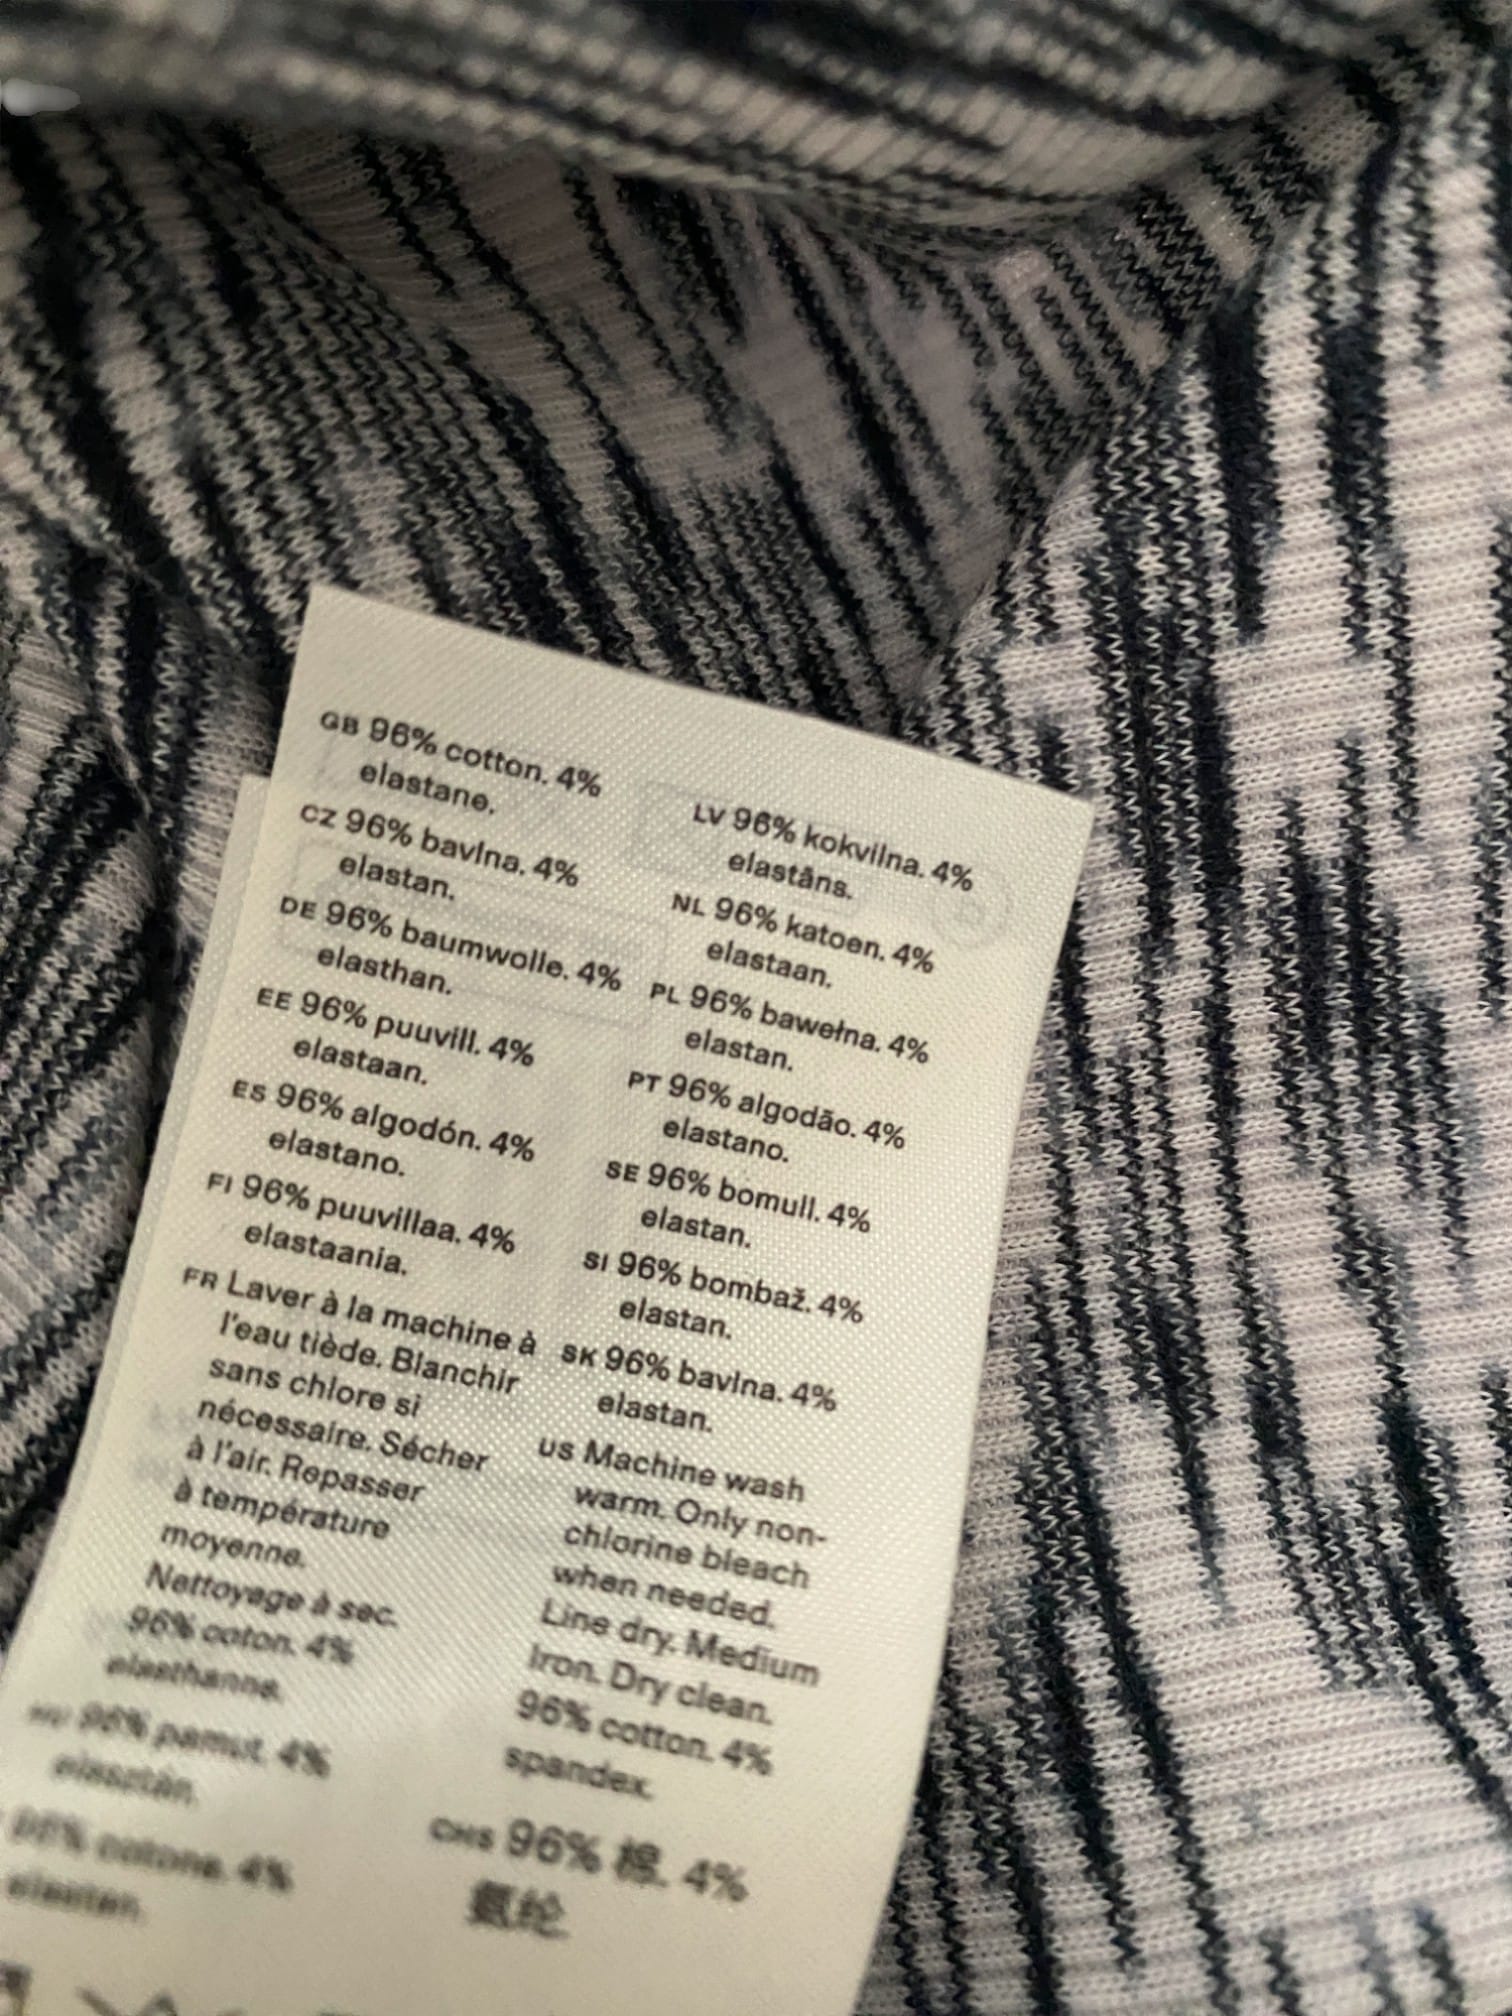 GB 96% cotton. 4%
elastane.
CZ 96% bavlna. 4%
elastan.
DE 96% baumwolle. 4%
elasthan.
EE 96% puuvill. 4%
elastaan.
ES 96% algodón. 4%
elastano.
FI 96% puuvillaa. 4%
elastaania.
FR Laver à la machine à
l'eau tiède. Blanchir
sans chlore si
nécessaire. Sécher
à l'air. Repasser
à température
moyenne.
Nettoyage à sec.
96% coton. 4%
elasthanne.
HU 96% pamut. 4%
elasztán.
96% cotone. 4%
elastan.
LV 96% kokvilna. 4%
elastāns.
NL 96% katoen. 4%
elastaan.
PL 96% bawełna. 4%
elastan.
PT 96% algodão. 4%
elastano.
SE 96% bomull. 4%
elastan.
SI 96% bombaž. 4%
elastan.
SK 96% bavlna. 4%
elastan.
US Machine wash
warm. Only non-
chlorine bleach
when needed.
Line dry. Medium
iron. Dry clean.
96% cotton. 4%
spandex.
CHS 96% 棉. 4%
氨纶